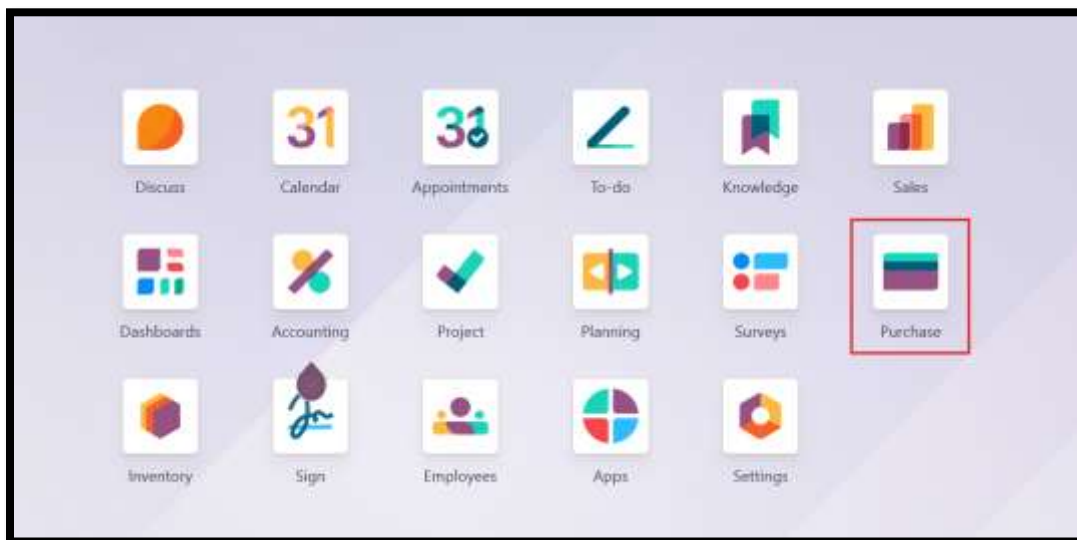 31
31
Discuss
Calendar
Appointments
To-do
Knowledge
Sales
Dashboards
Accounting
Project
Planning
Surveys
Purchase
Inventory
Sign
Employees
Apps
Settings